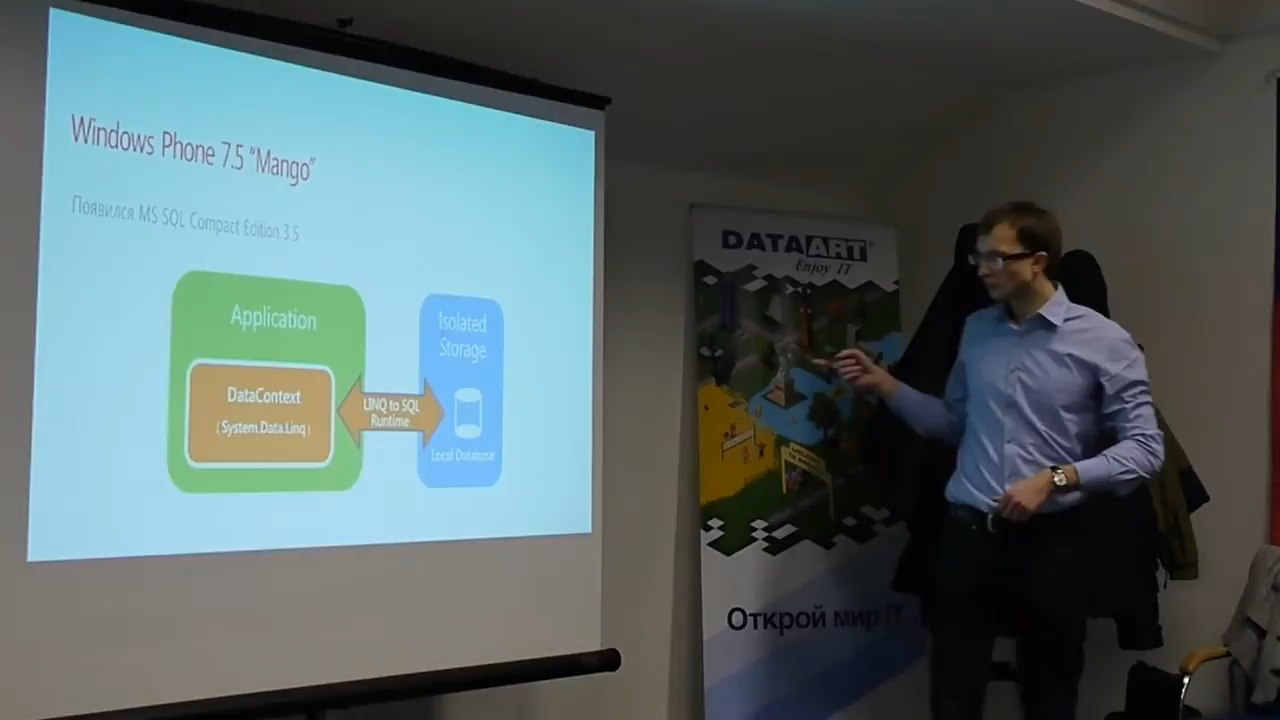 Windows Phone 7.5 "Mango"
Появился MS SQL Compact Edition 3.5
Application
DataContext
( System.Data.Linq )
LINQ to SQL
Runtime
Isolated
Storage
Local Database
DATAART®
Enjoy IT
Открой мир IT